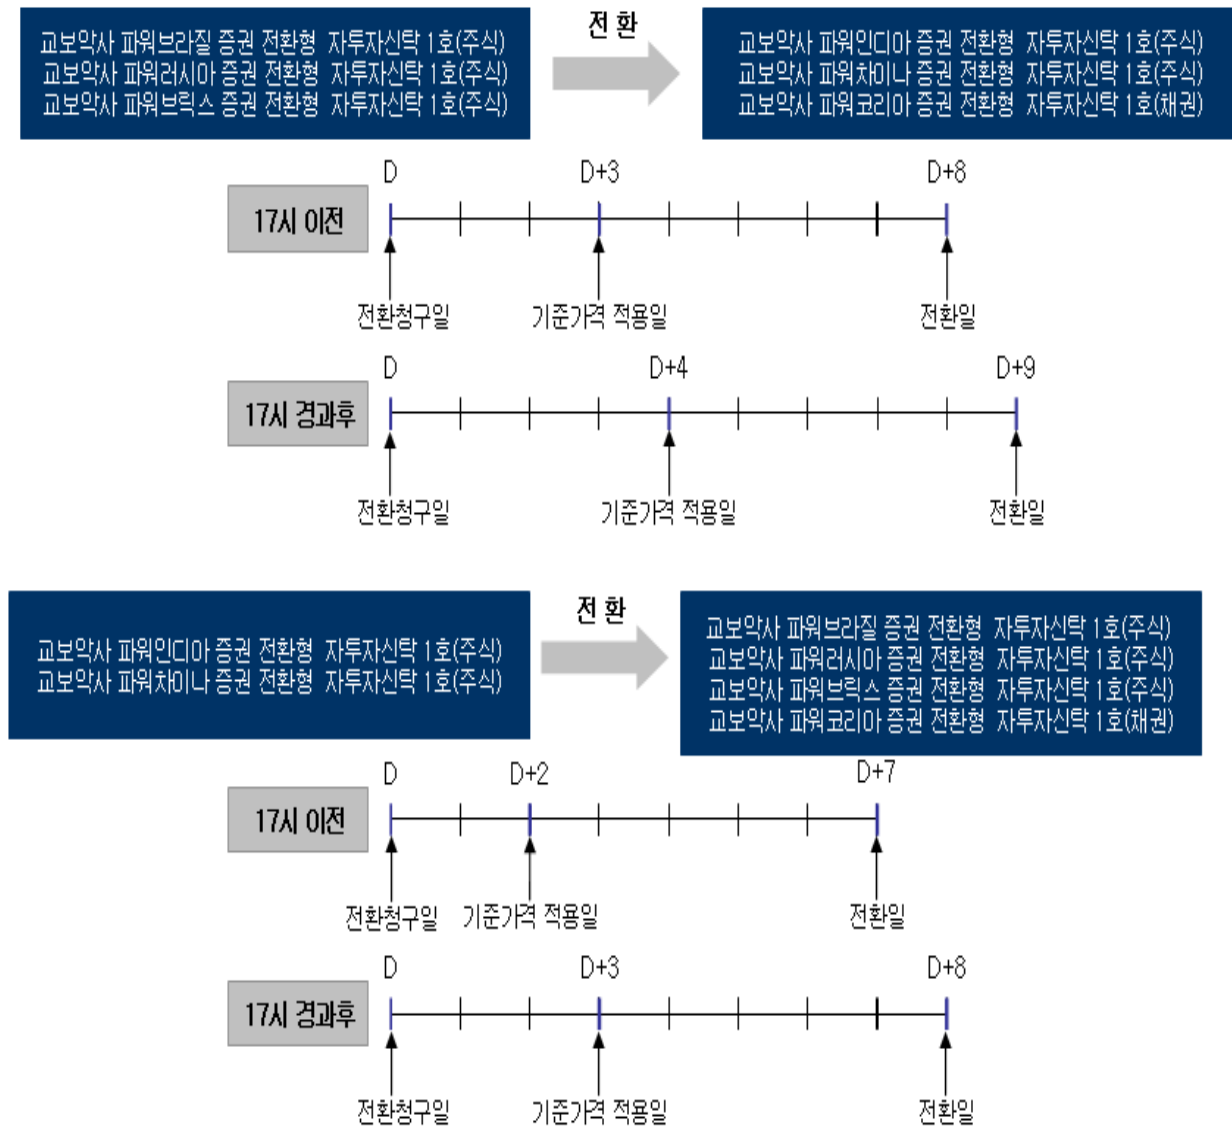 전 환
교보악사 파워브라질 증권 전환형 자투자신탁 1호(주식)
교보악사 파워러시아 증권 전환형 자투자신탁 1호(주식)
교보악사 파워브릭스 증권 전환형 자투자신탁 1호(주식)
교보악사 파워인디아 증권 전환형 자투자신탁 1호(주식)
교보악사 파워차이나 증권 전환형 자투자신탁 1호(주식)
교보악사 파워코리아 증권 전환형 자투자신탁 1호(채권)
D D+3 D+8
17시 이전
전환청구일 기준가격 적용일 전환일
D D+4 D+9
17시 경과후
전환청구일 기준가격 적용일 전환일
전 환
교보악사 파워인디아 증권 전환형 자투자신탁 1호(주식)
교보악사 파워차이나 증권 전환형 자투자신탁 1호(주식)
교보악사 파워브라질 증권 전환형 자투자신탁 1호(주식)
교보악사 파워러시아 증권 전환형 자투자신탁 1호(주식)
교보악사 파워브릭스 증권 전환형 자투자신탁 1호(주식)
교보악사 파워코리아 증권 전환형 자투자신탁 1호(채권)
D D+2 D+7
17시 이전
전환청구일 기준가격 적용일 전환일
D D+3 D+8
17시 경과후
전환청구일 기준가격 적용일 전환일